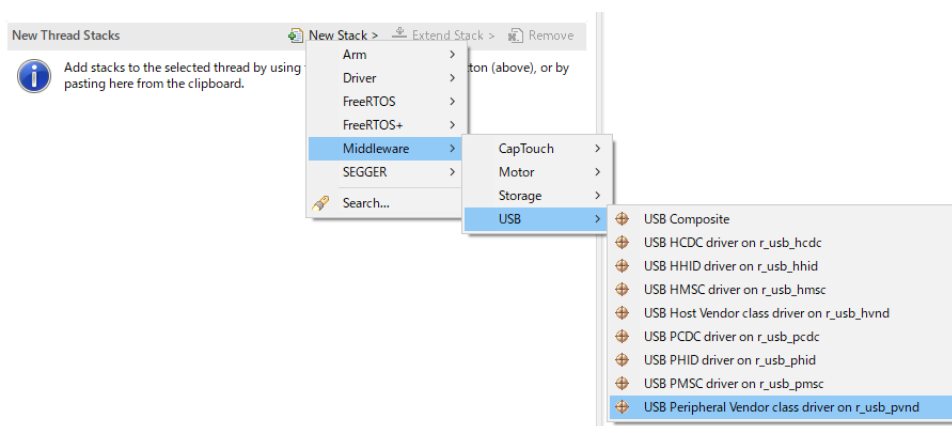 New Thread Stacks
New Stack >
Extend Stack >
Remove
Add stacks to the selected thread by using
ton (above), or by
pasting here from the clipboard.
Arm
Driver
FreeRTOS
FreeRTOS+
Middleware
SEGGER
Search...
CapTouch
Motor
Storage
USB
USB Composite
USB HCDC driver on r_usb_hcdc
USB HHID driver on r_usb_hhid
USB HMSC driver on r_usb_hmsc
USB Host Vendor class driver on r_usb_hvnd
USB PCDC driver on r_usb_pcdc
USB PHID driver on r_usb_phid
USB PMSC driver on r_usb_pmsc
USB Peripheral Vendor class driver on r_usb_pvnd